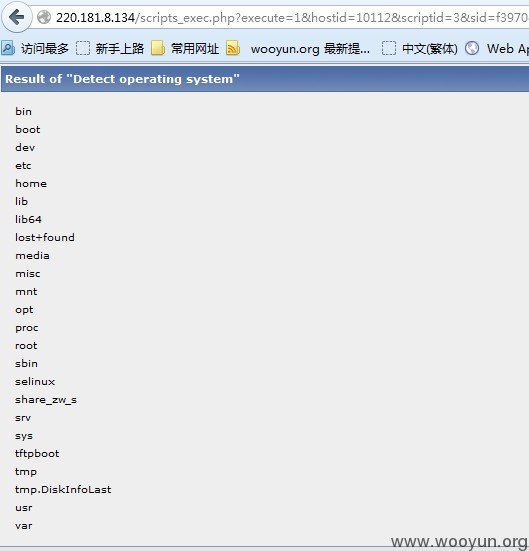 220.181.8.134/scripts_exec.php?execute=1&hostid=10112&scriptid=3&sid=f3970
访问最多 新手上路 常用网址 wooyun.org 最新提... 中文(繁体) Web Ap
Result of "Detect operating system"
bin
boot
dev
etc
home
lib
lib64
lost+found
media
misc
mnt
opt
proc
root
sbin
selinux
share_zw_s
srv
sys
tftpboot
tmp
tmp.DiskInfoLast
usr
var
www.wooyun.org